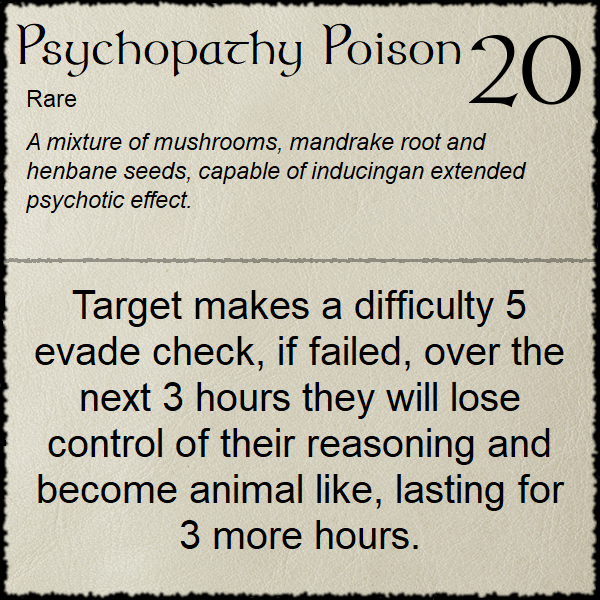 Psychopathy Poison 20
Rare
A mixture of mushrooms, mandrake root and
henbane seeds, capable of inducingan extended
psychotic effect.
Target makes a difficulty 5
evade check, if failed, over the
next 3 hours they will lose
control of their reasoning and
become animal like, lasting for
3 more hours.